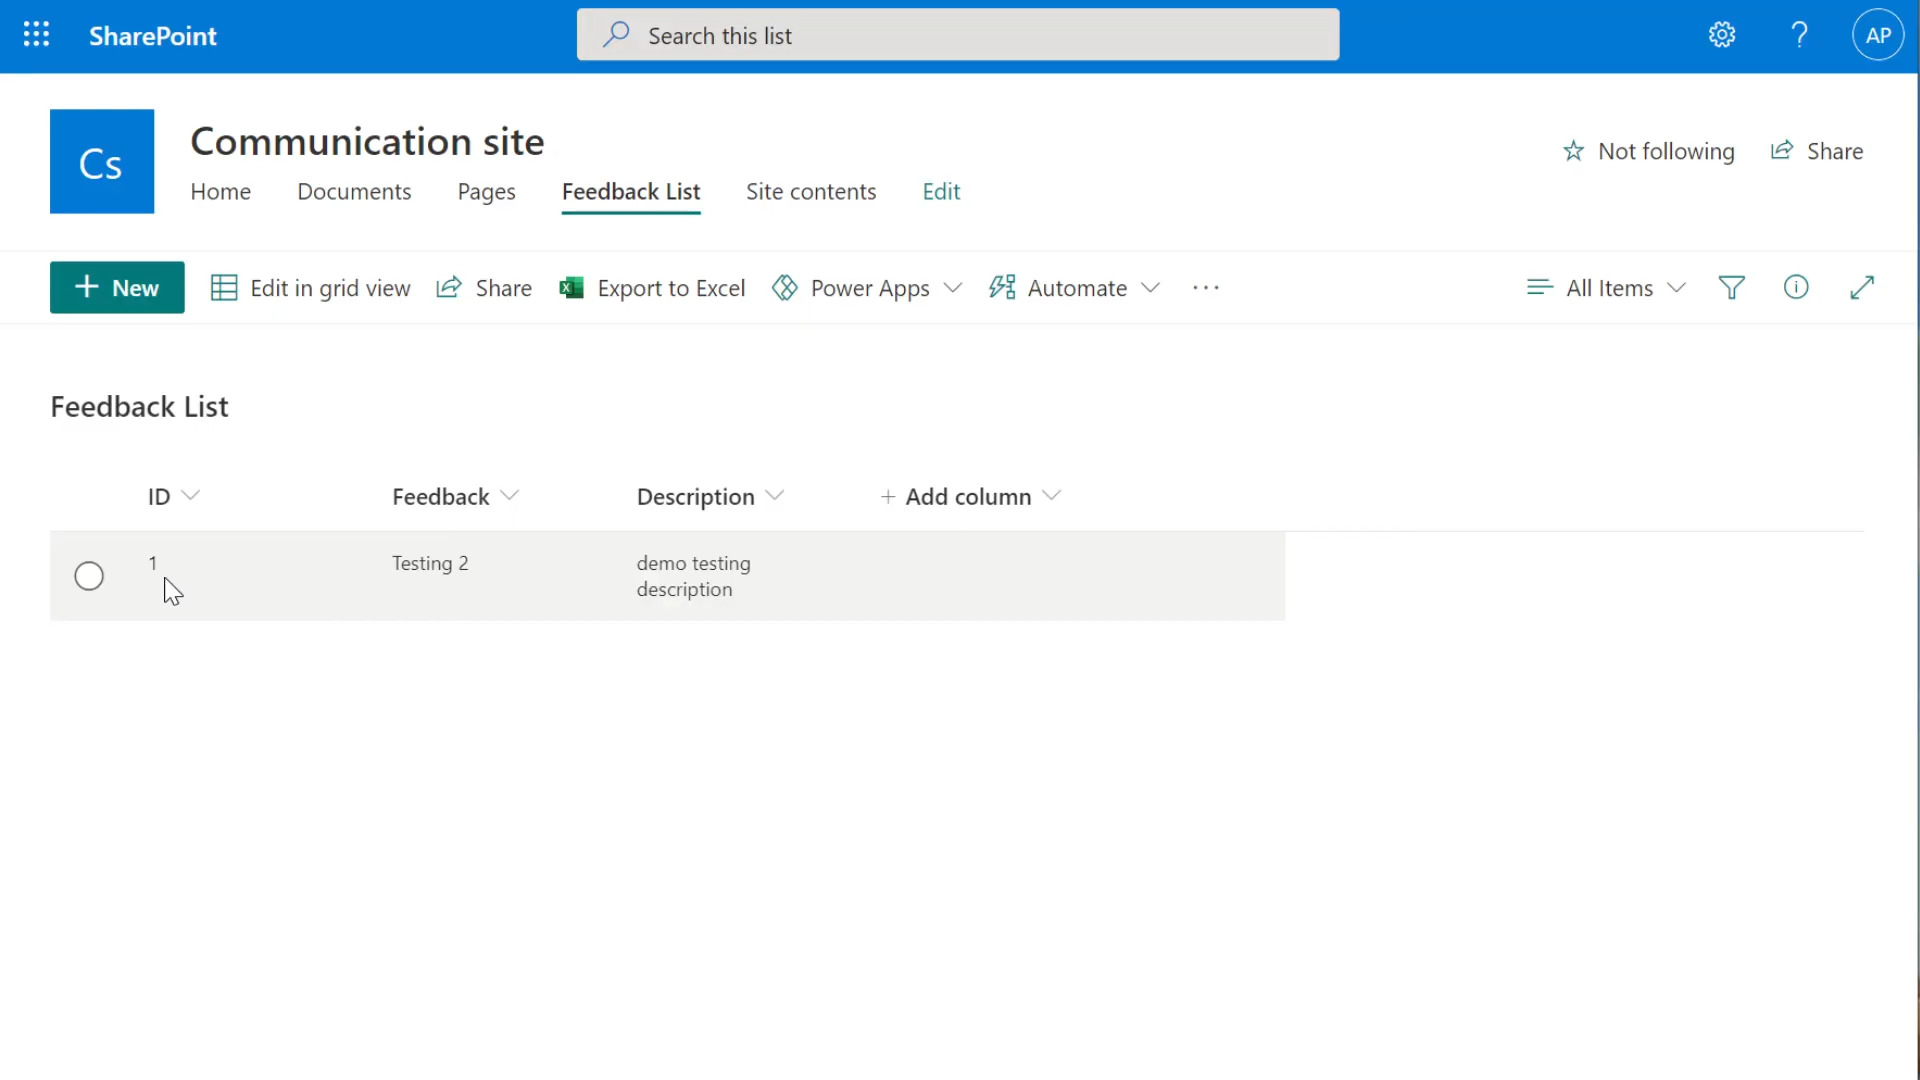 SharePoint
Search this list
?
AP
Cs
Communication site
Not following
Share
Home
Documents
Pages
Feedback List
Site contents
Edit
+ New
Edit in grid view
Share
Export to Excel
Power Apps
Automate
···
All Items
Feedback List
ID
Feedback
Description
+ Add column
1
Testing 2
demo testing
description